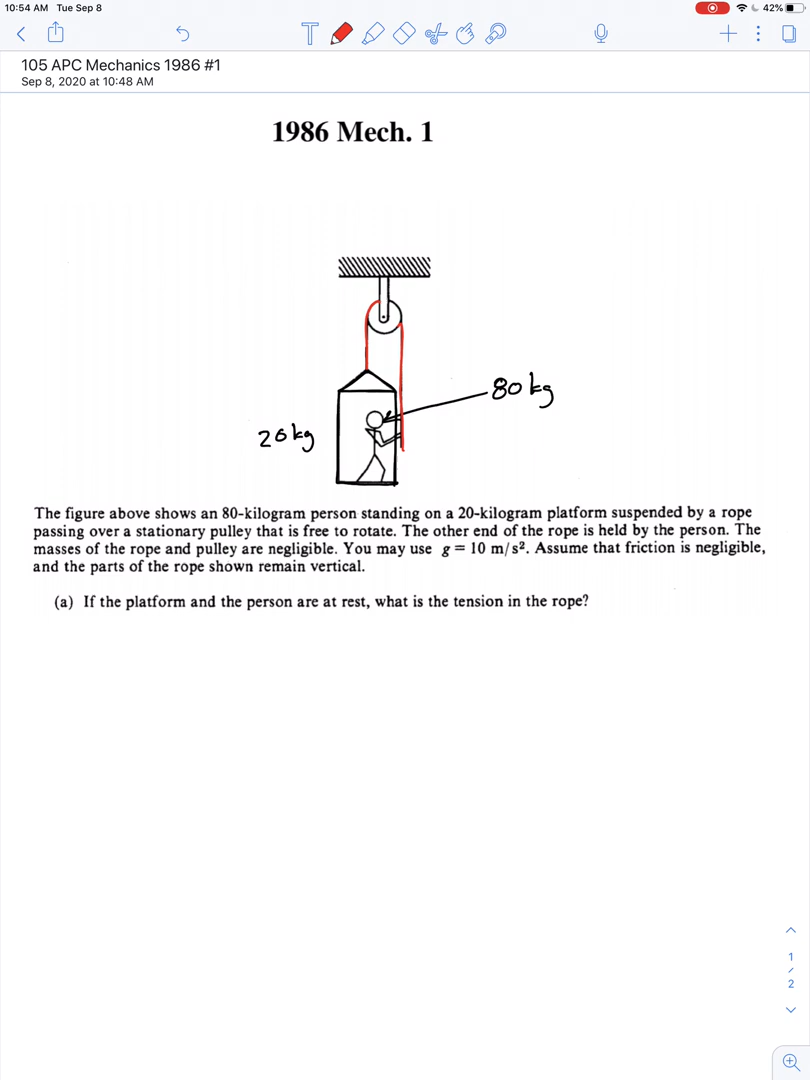 10:54 AM Tue Sep 8
42%
105 APC Mechanics 1986 #1
Sep 8, 2020 at 10:48 AM
1986 Mech. 1
80 kg
20 kg
The figure above shows an 80-kilogram person standing on a 20-kilogram platform suspended by a rope
passing over a stationary pulley that is free to rotate. The other end of the rope is held by the person. The
masses of the rope and pulley are negligible. You may use g = 10 m/s². Assume that friction is negligible,
and the parts of the rope shown remain vertical.
(a) If the platform and the person are at rest, what is the tension in the rope?
1
/
2